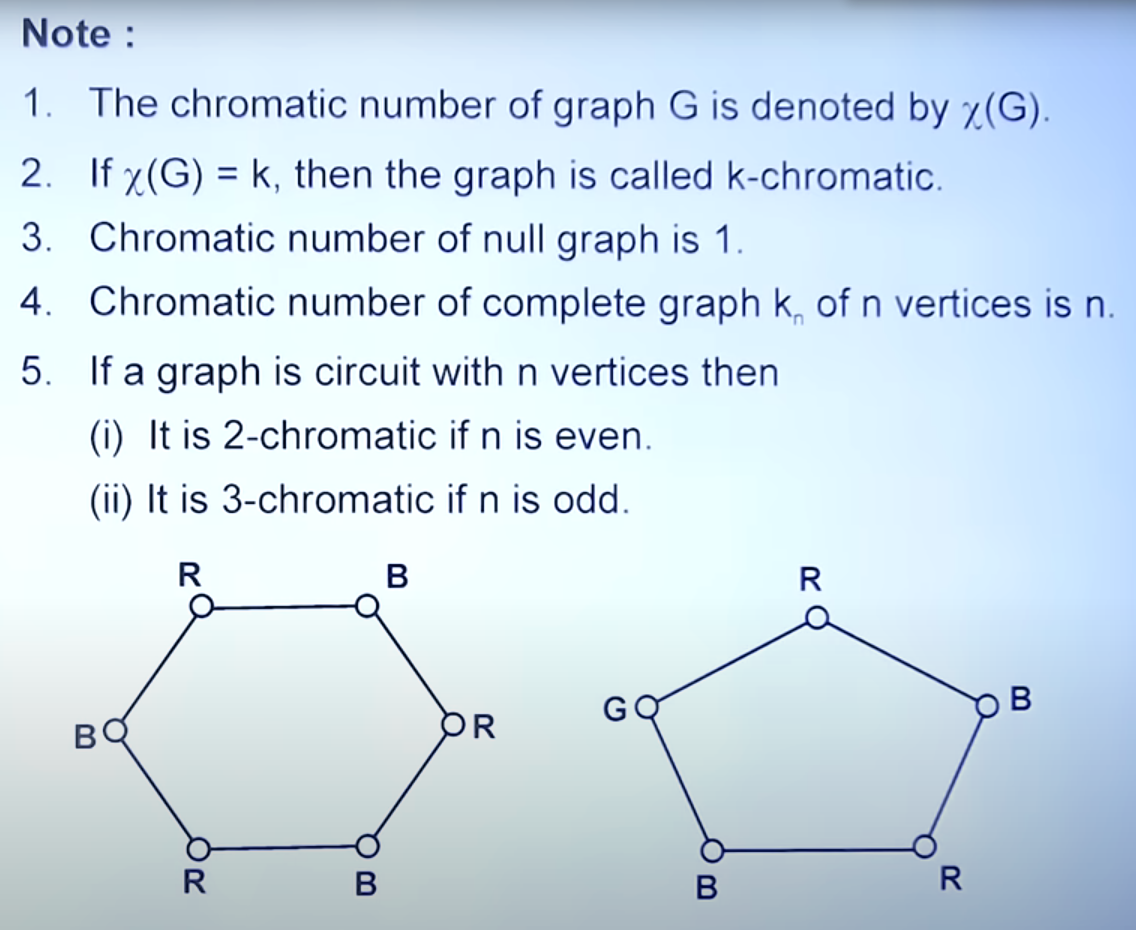 Note :
1. The chromatic number of graph G is denoted by χ(G).
2. If χ(G) = k, then the graph is called k-chromatic.
3. Chromatic number of null graph is 1.
4. Chromatic number of complete graph kₙ of n vertices is n.
5. If a graph is circuit with n vertices then
(i) It is 2-chromatic if n is even.
(ii) It is 3-chromatic if n is odd.
R B R
B R G B
R B B R